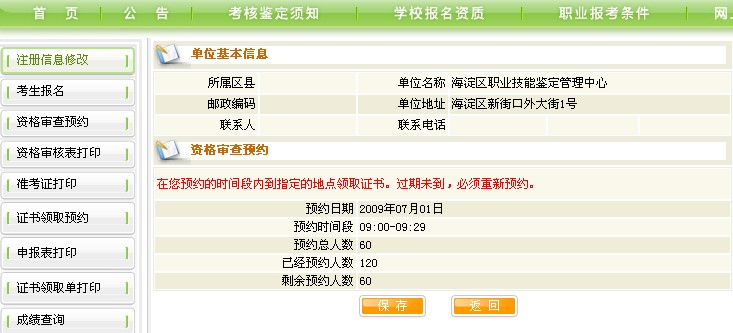 首 页 公 告 考核鉴定须知 学校报名资质 职业报考条件 网
注册信息修改
考生报名
资格审查预约
资格审核表打印
准考证打印
证书领取预约
申报表打印
证书领取单打印
成绩查询
单位基本信息
所属区县 单位名称 海淀区职业技能鉴定管理中心
邮政编码 单位地址 海淀区新街口外大街1号
联系人 联系电话
资格审查预约
在您预约的时间段内到指定的地点领取证书。过期未到，必须重新预约。
预约日期 2009年07月01日
预约时间段 09:00-09:29
预约总人数 60
已经预约人数 120
剩余预约人数 60
保 存 返 回